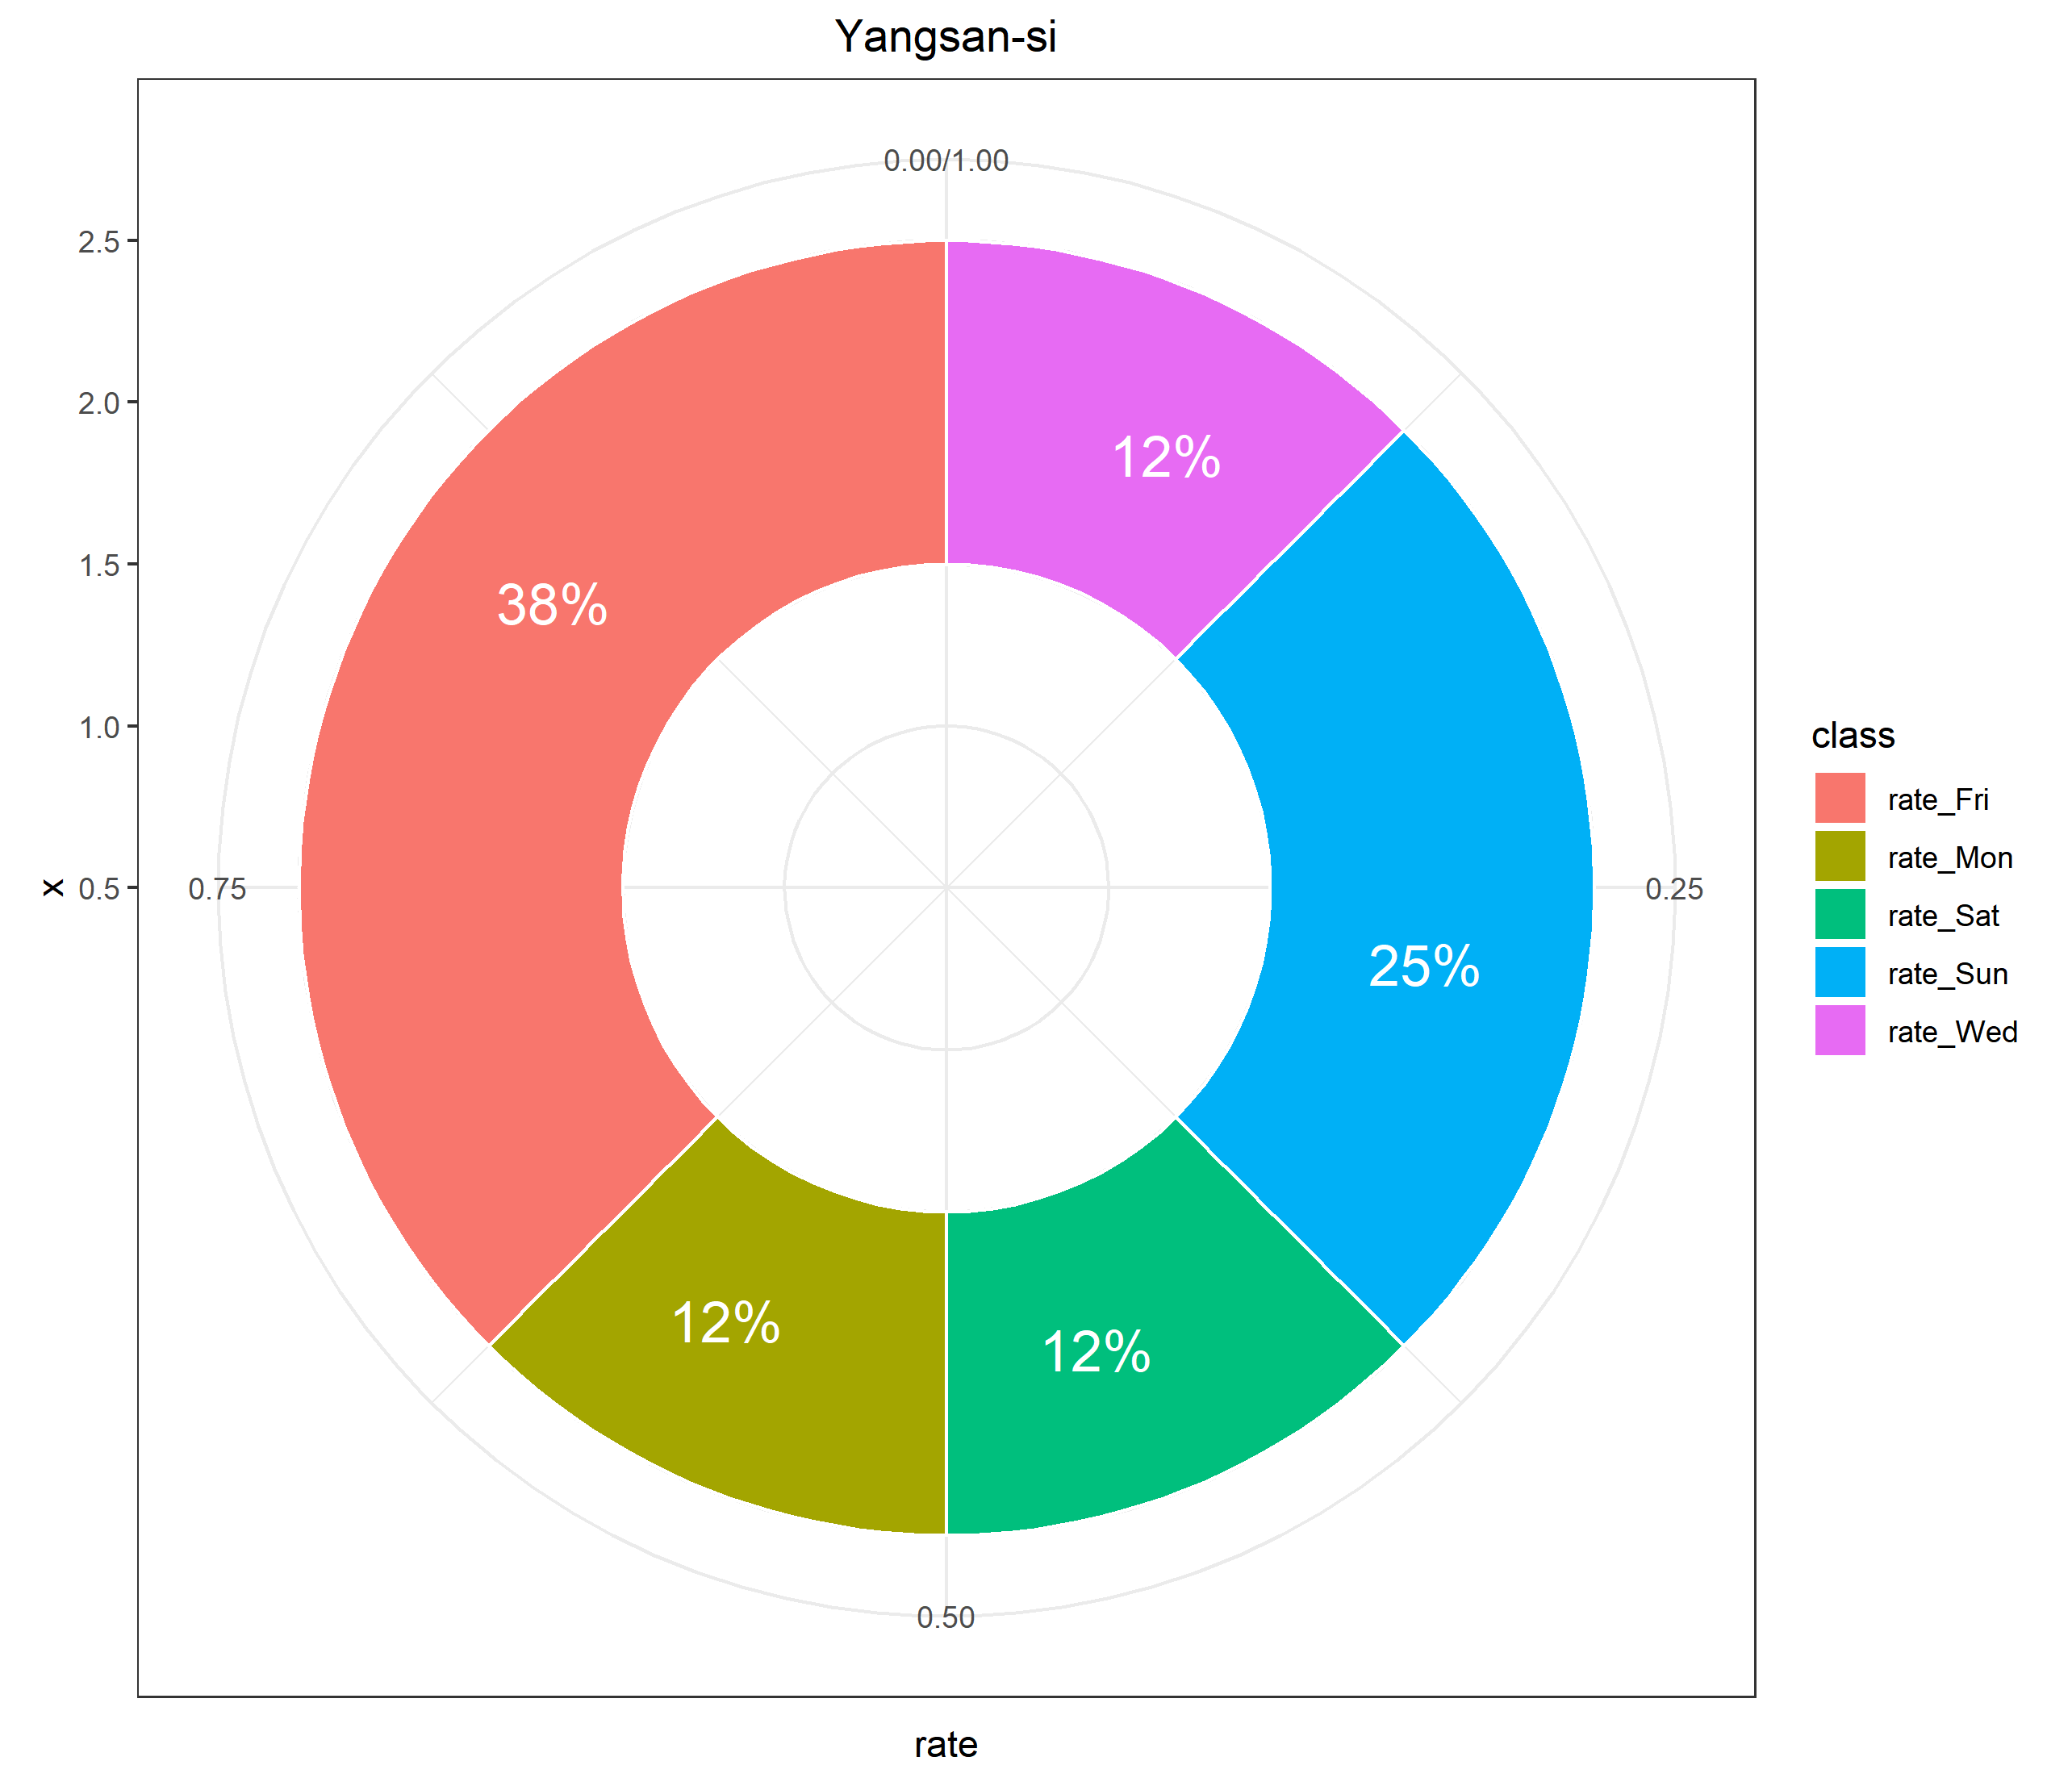 Yangsan-si
0.00/1.00
2.5
2.0
12%
1.5
38%
1.0
class
rate_Fri
rate_Mon
x
0.5
0.75
0.25
rate_Sat
25%
rate_Sun
rate_Wed
12%
12%
0.50
rate